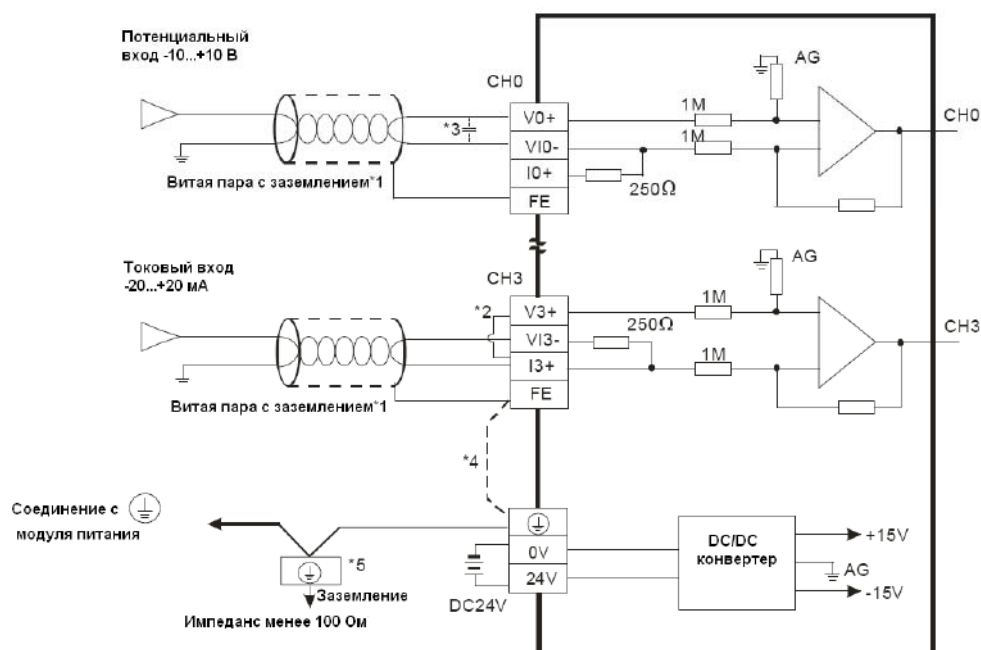 Потенциальный
вход -10...+10 В
CH0
AG
1M
CH0
V0+
*3
1M
VI0-
I0+
250Ω
FE
Витая пара с заземлением*1
Токовый вход
-20...+20 мА
CH3
AG
*2
V3+
1M
250Ω
CH3
VI3-
1M
I3+
FE
Витая пара с заземлением*1
*4
Соединение с
модуля питания
*5
0V
24V
DC24V
DC/DC
конвертер
+15V
AG
-15V
Заземление
Импеданс менее 100 Ом